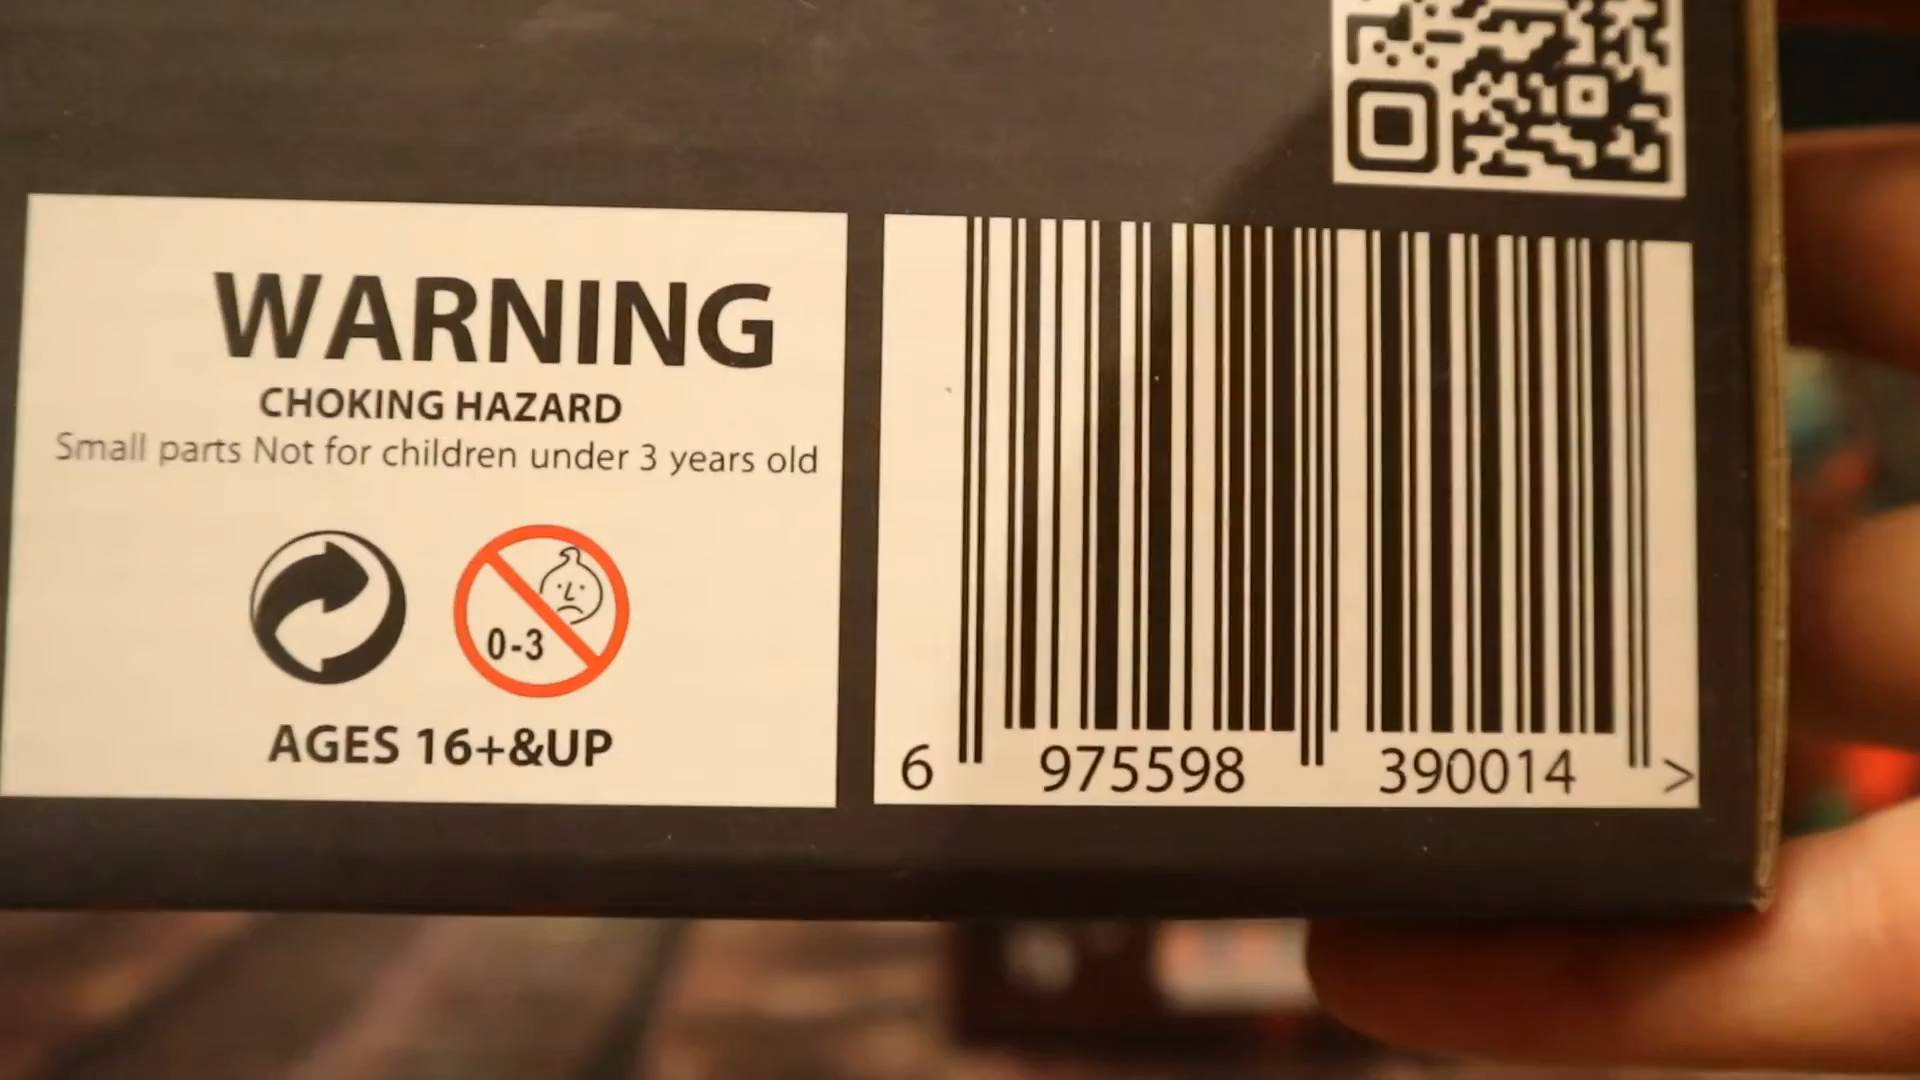 WARNING
CHOKING HAZARD
Small parts Not for children under 3 years old
0-3
AGES 16+&UP
6 975598 390014 >